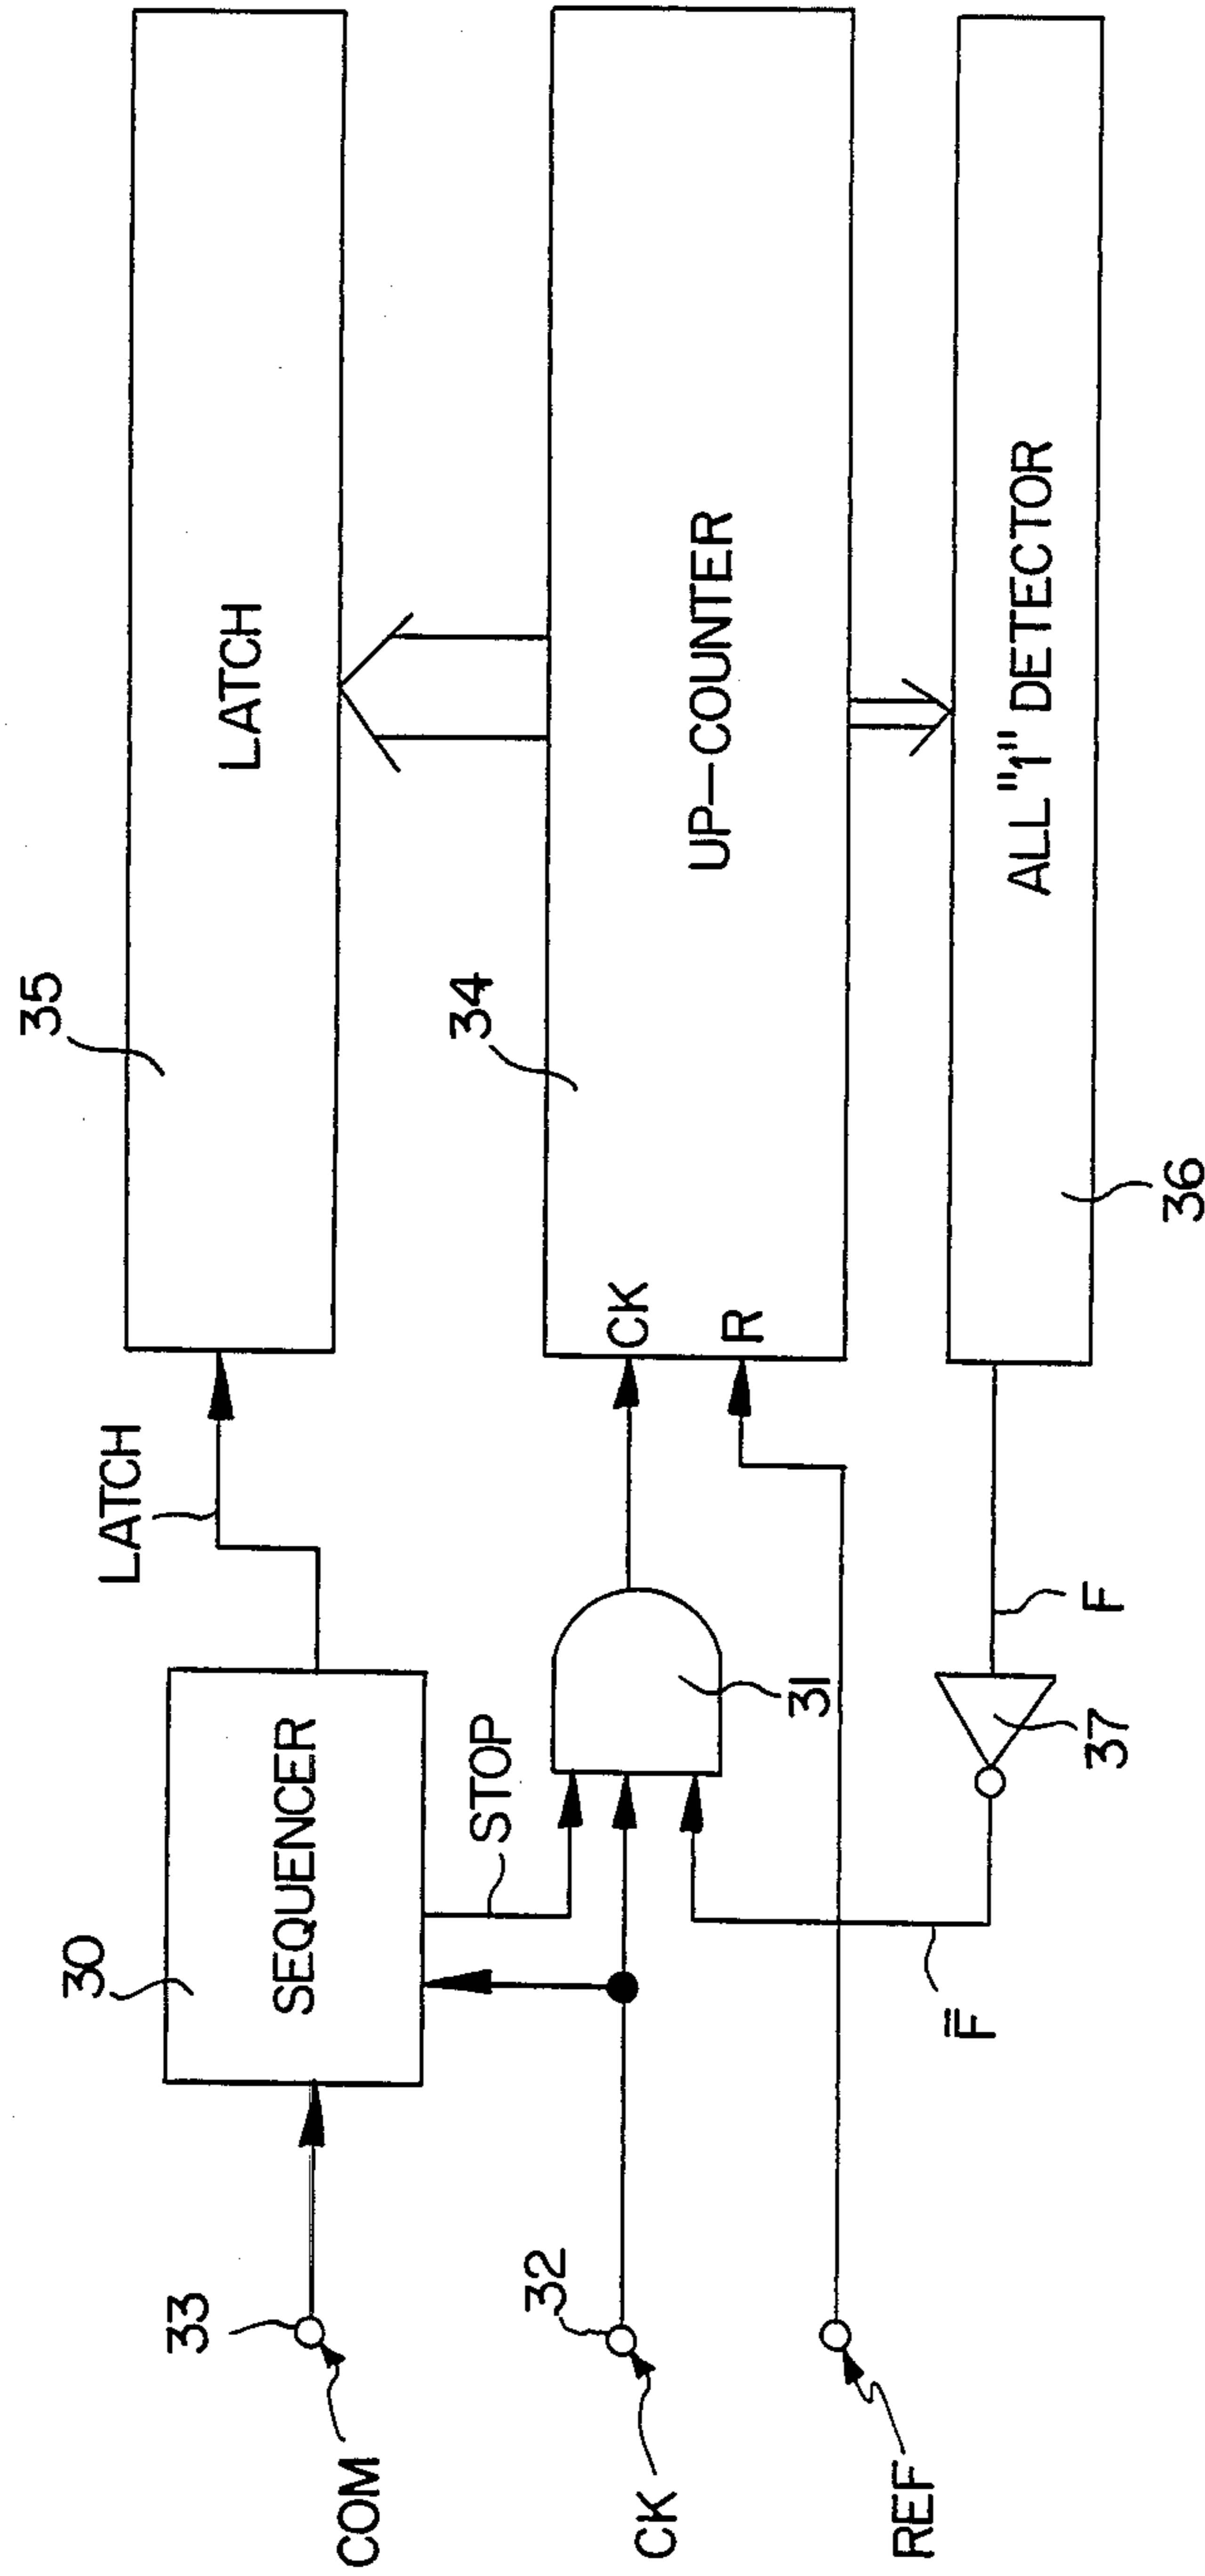 35
LATCH
LATCH
30
SEQUENCER
33
COM
34
UP-COUNTER
CK
R
STOP
31
32
CK
REF
ALL "1" DETECTOR
36
F
37
F̅